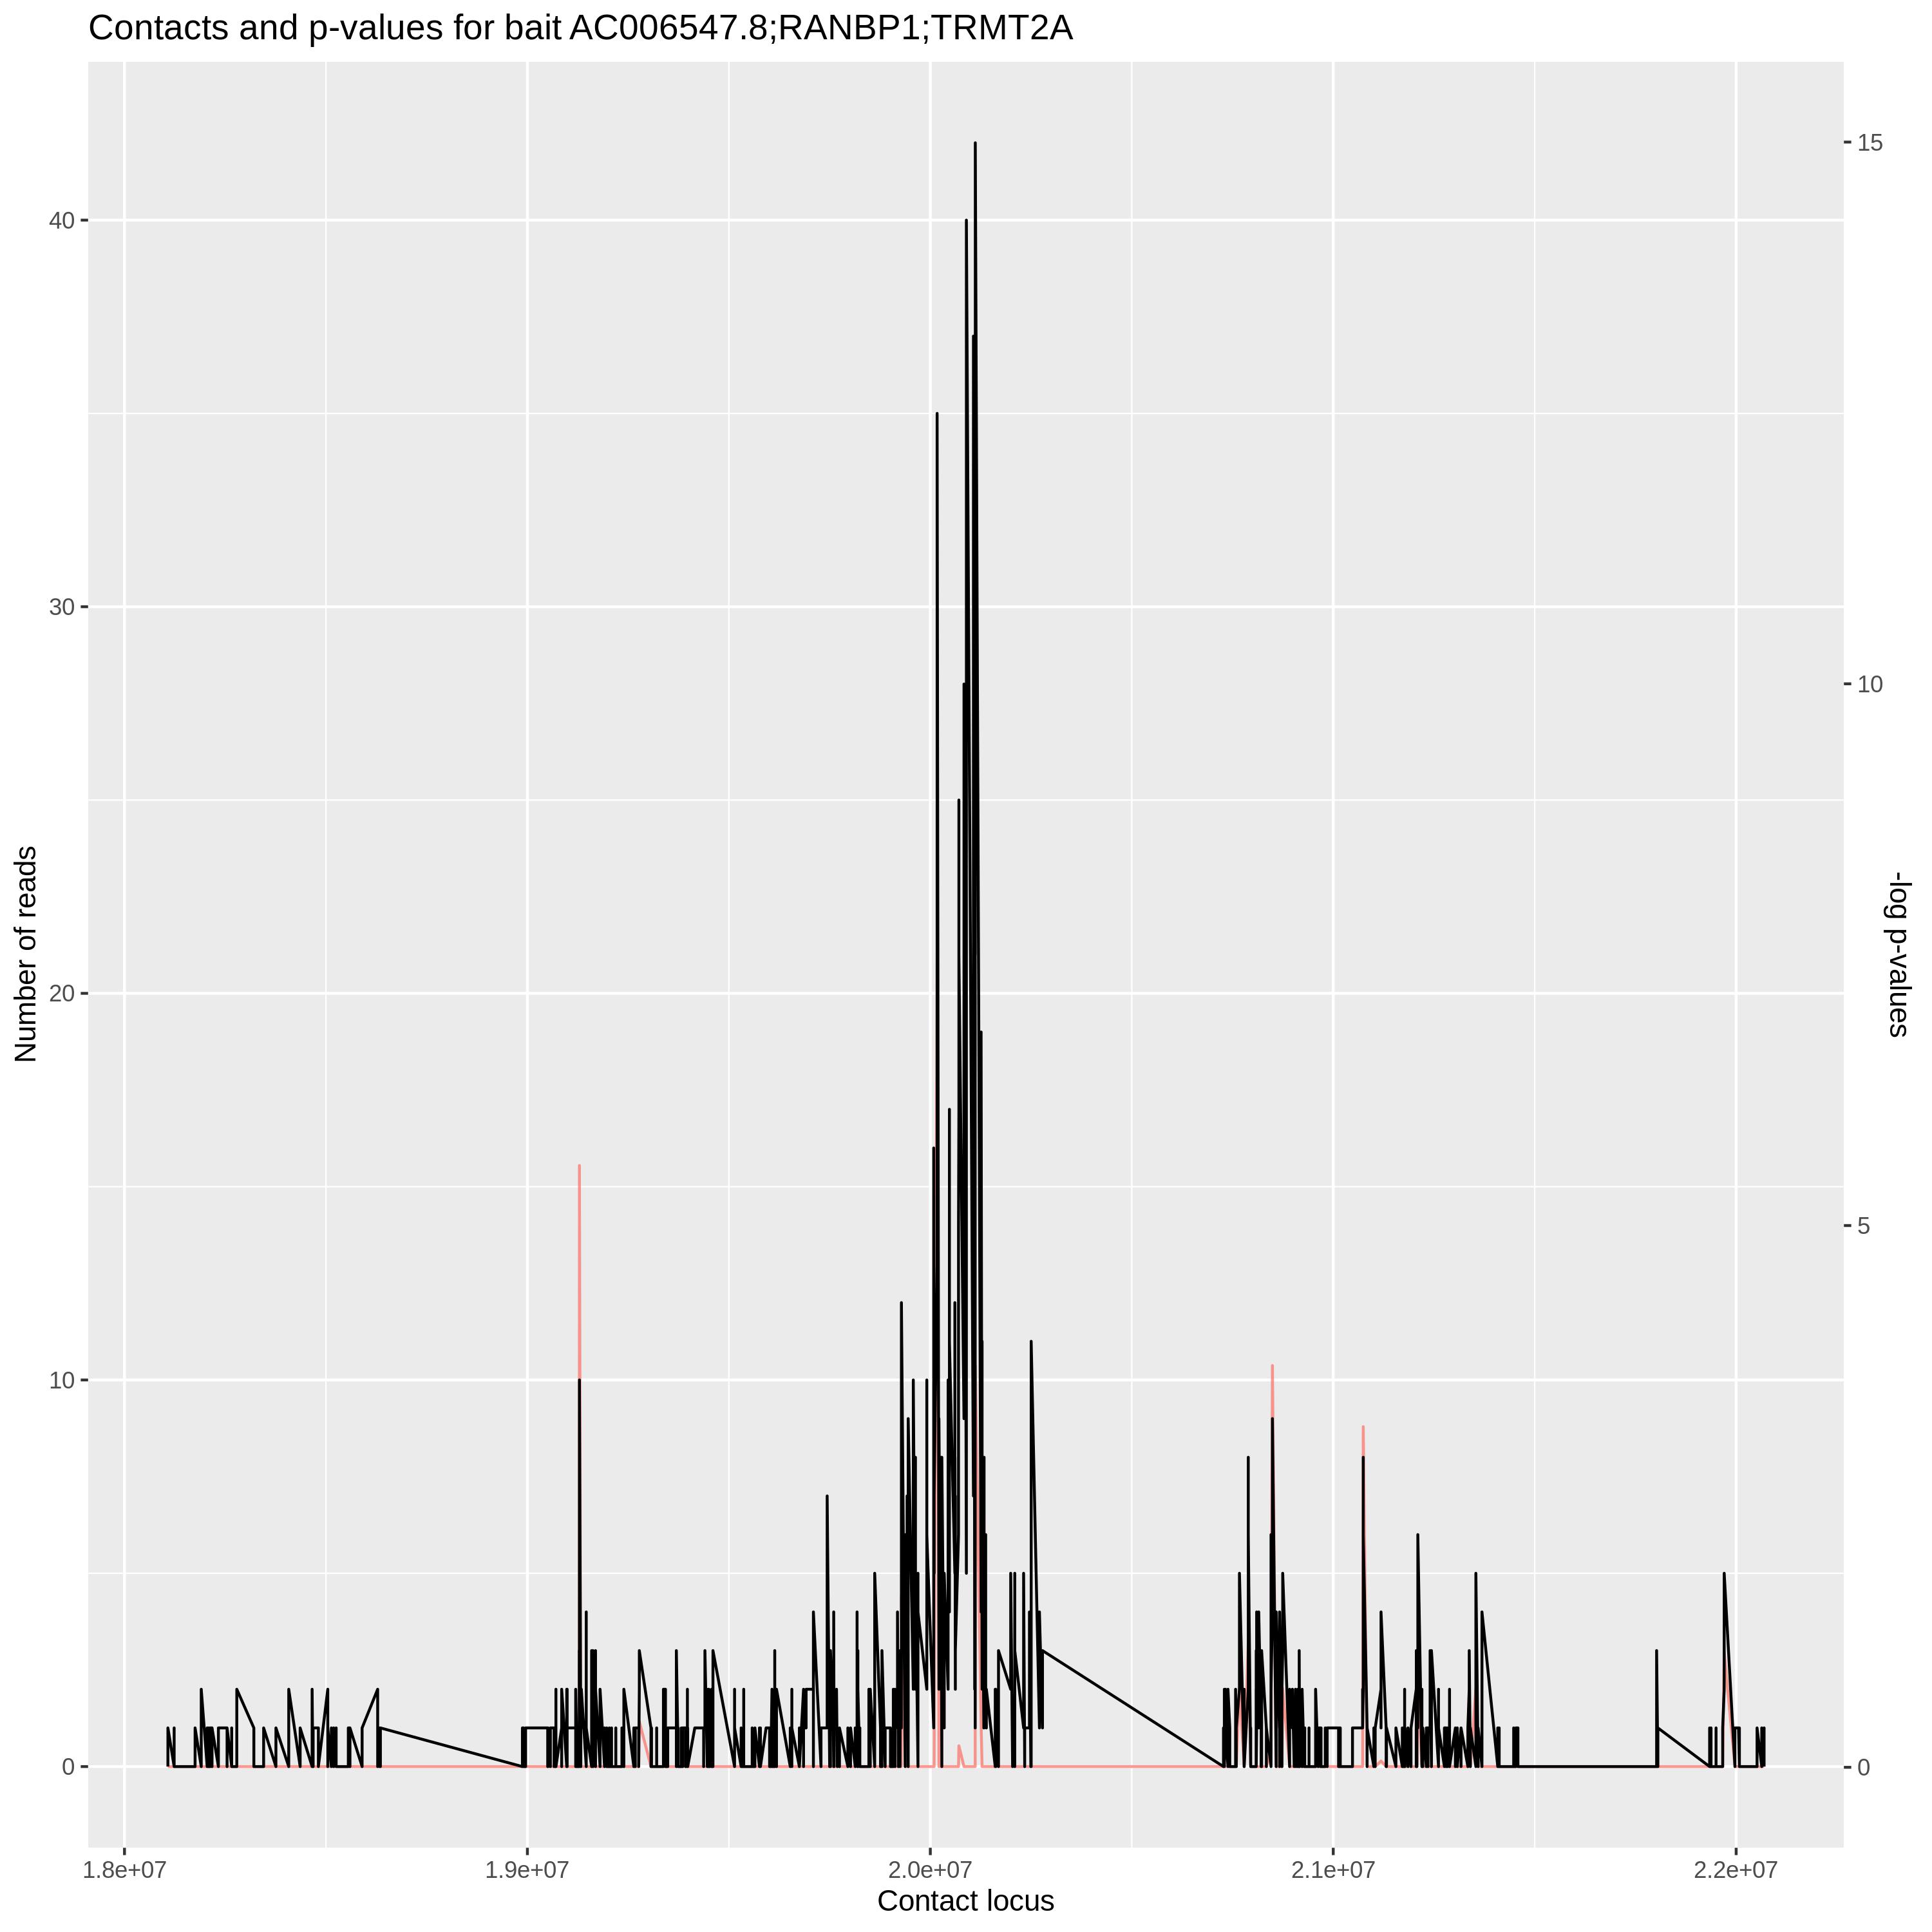 Contacts and p-values for bait AC006547.8;RANBP1;TRMT2A
40
30
20
10
0
Number of reads
15
10
5
0
-log p-values
1.8e+07
1.9e+07
2.0e+07
2.1e+07
2.2e+07
Contact locus